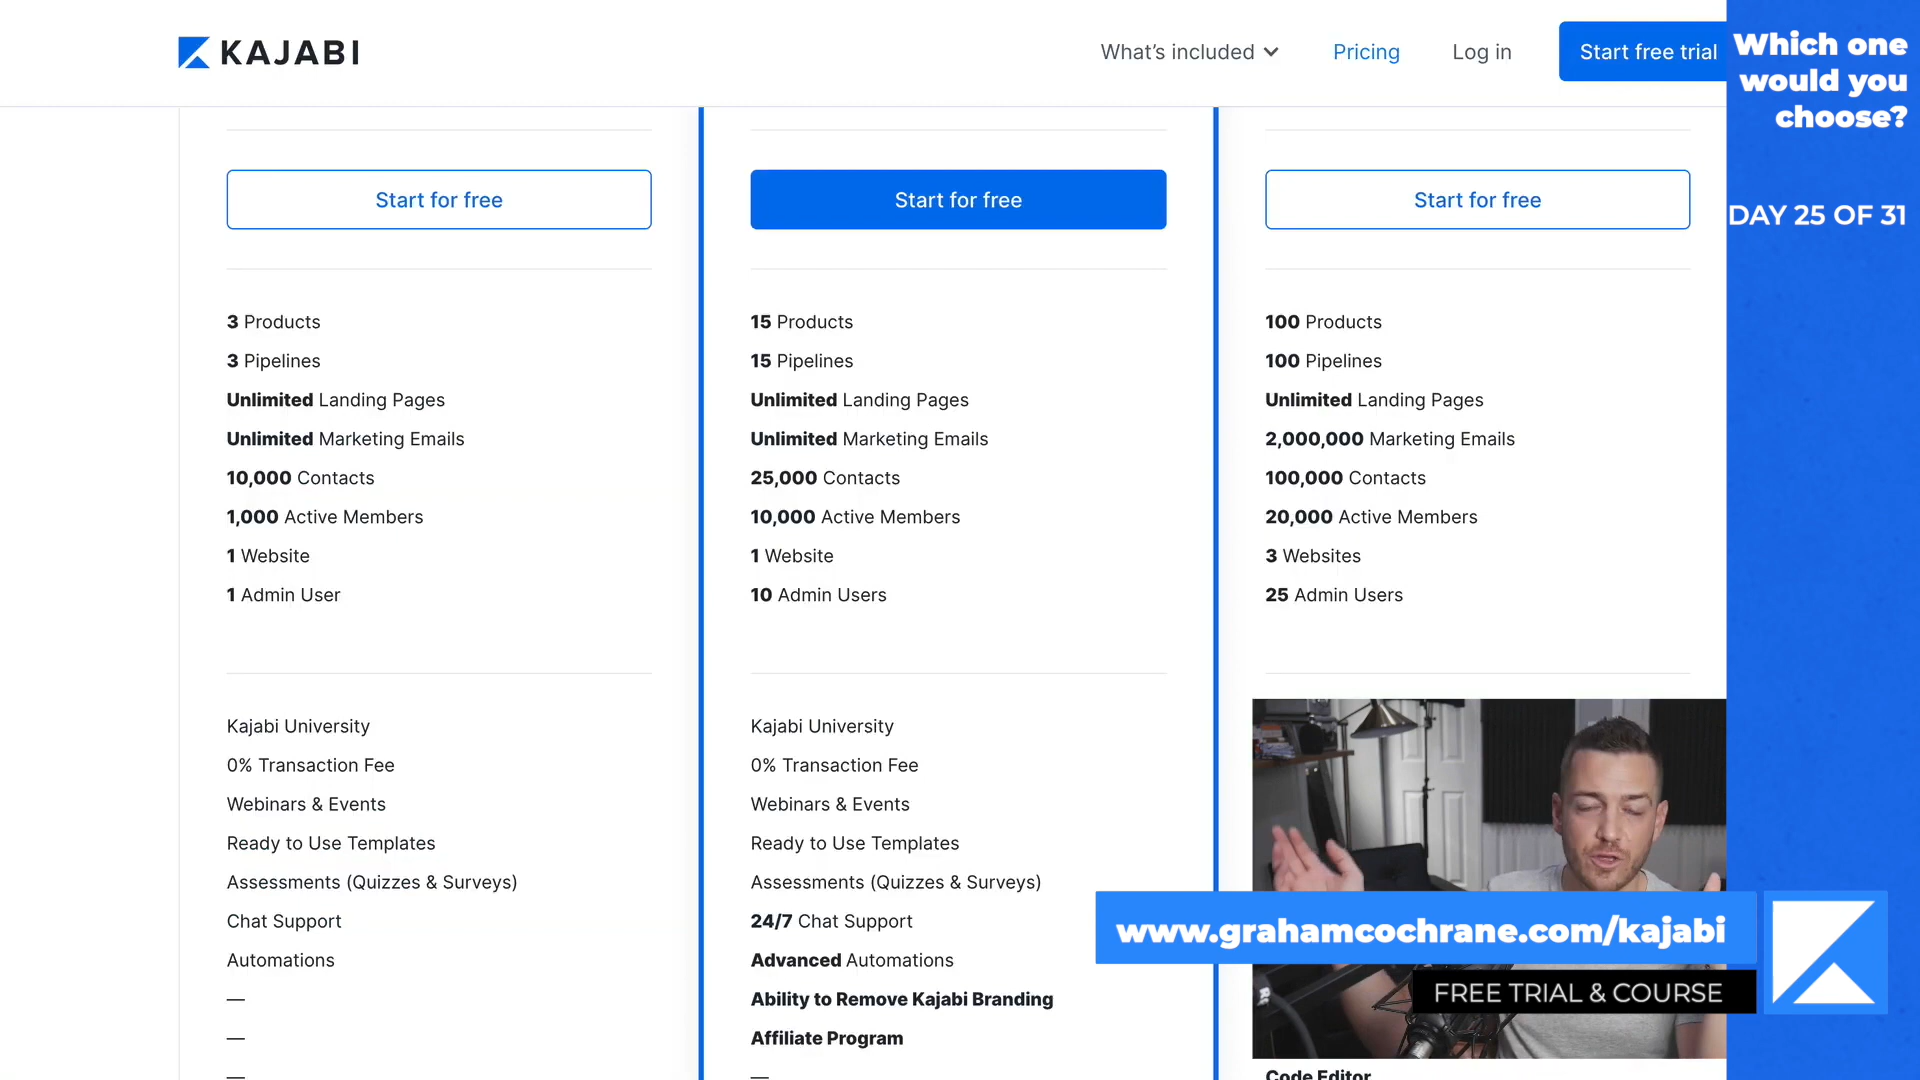 KAJABI
What's included
Pricing
Log in
Start free trial
Which one
would you
choose?
DAY 25 OF 31
Start for free
3 Products
3 Pipelines
Unlimited Landing Pages
Unlimited Marketing Emails
10,000 Contacts
1,000 Active Members
1 Website
1 Admin User
Kajabi University
0% Transaction Fee
Webinars & Events
Ready to Use Templates
Assessments (Quizzes & Surveys)
Chat Support
Automations
—
—
—
Start for free
15 Products
15 Pipelines
Unlimited Landing Pages
Unlimited Marketing Emails
25,000 Contacts
10,000 Active Members
1 Website
10 Admin Users
Kajabi University
0% Transaction Fee
Webinars & Events
Ready to Use Templates
Assessments (Quizzes & Surveys)
24/7 Chat Support
Advanced Automations
Ability to Remove Kajabi Branding
Affiliate Program
—
Start for free
100 Products
100 Pipelines
Unlimited Landing Pages
2,000,000 Marketing Emails
100,000 Contacts
20,000 Active Members
3 Websites
25 Admin Users
www.grahamcochrane.com/kajabi
FREE TRIAL & COURSE
Code Editor